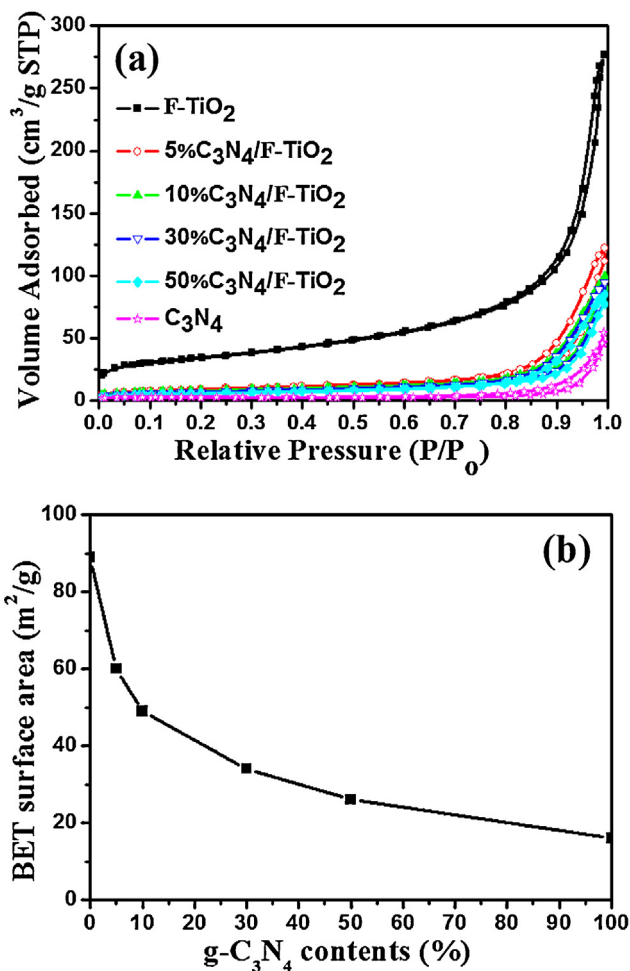 (a)
Volume Adsorbed (cm³/g STP)
300
250
200
150
100
50
0
F-TiO₂
5%C₃N₄/F-TiO₂
10%C₃N₄/F-TiO₂
30%C₃N₄/F-TiO₂
50%C₃N₄/F-TiO₂
C₃N₄
0.0 0.1 0.2 0.3 0.4 0.5 0.6 0.7 0.8 0.9 1.0
Relative Pressure (P/Pₒ)
(b)
BET surface area (m²/g)
100
80
60
40
20
0
0 10 20 30 40 50 60 70 80 90 100
g-C₃N₄ contents (%)